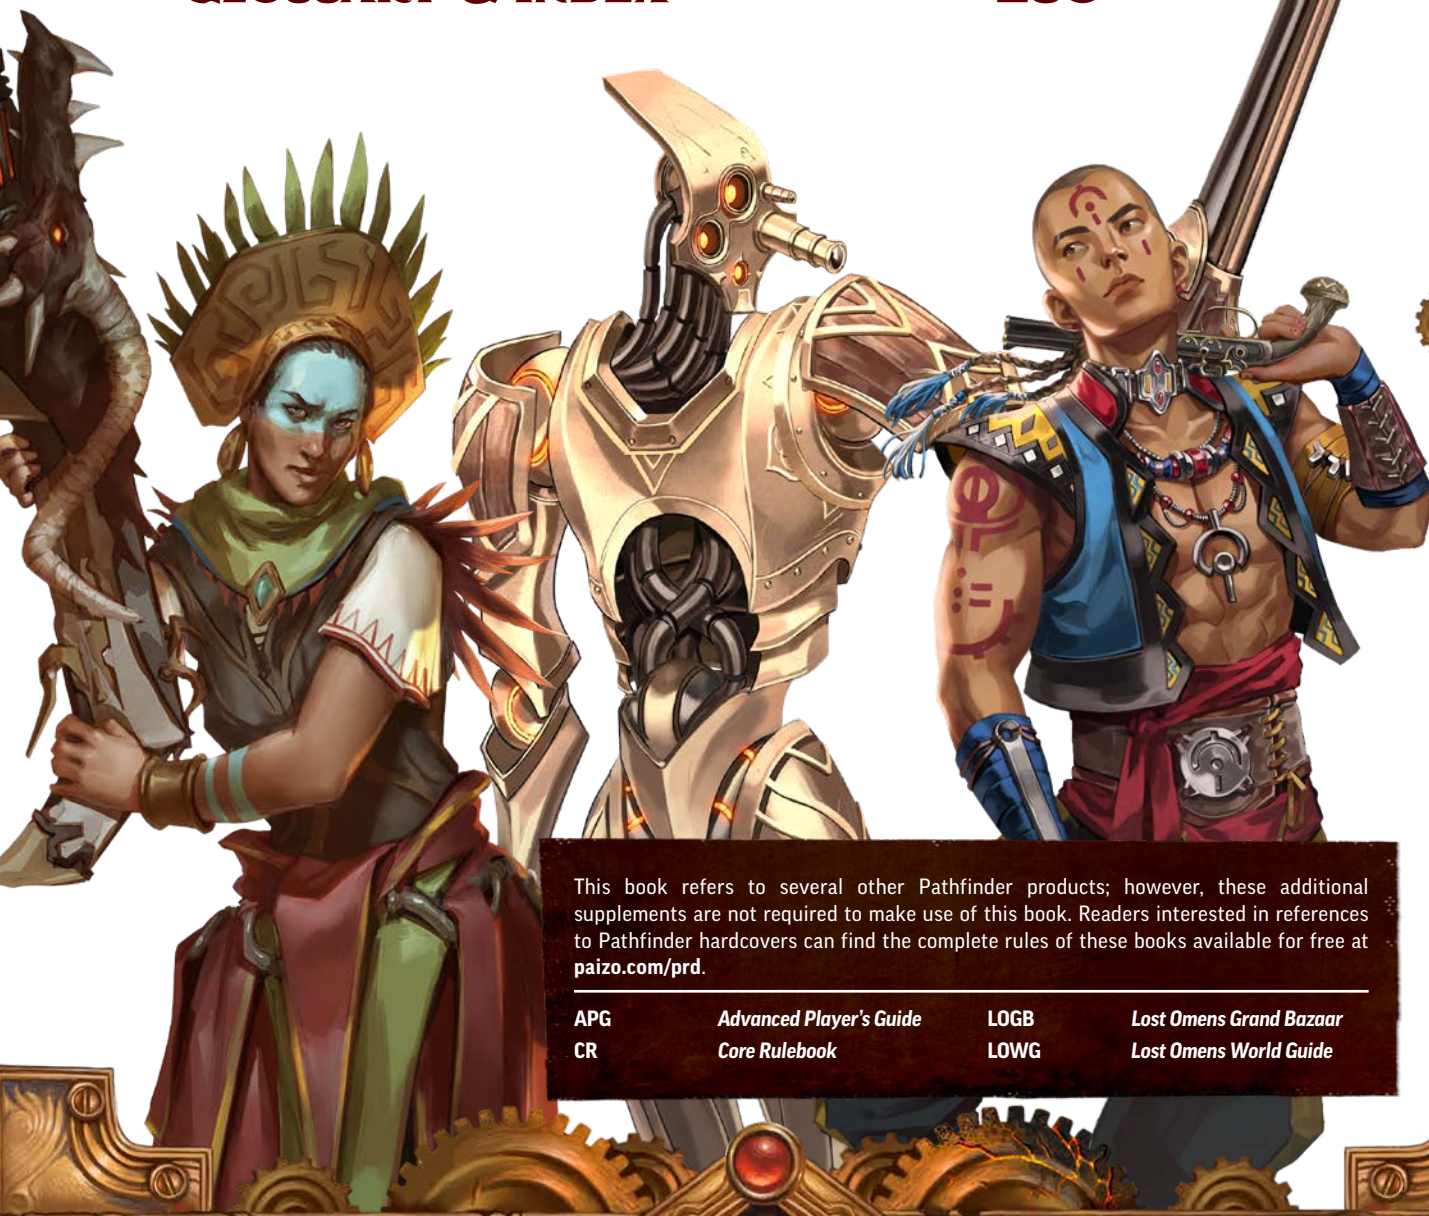 GLOSSARY & INDEX
This book refers to several other Pathfinder products; however, these additional
supplements are not required to make use of this book. Readers interested in references
to Pathfinder hardcovers can find the complete rules of these books available for free at
paizo.com/prd.
APG Advanced Player's Guide LOGB Lost Omens Grand Bazaar
CR Core Rulebook LOWG Lost Omens World Guide